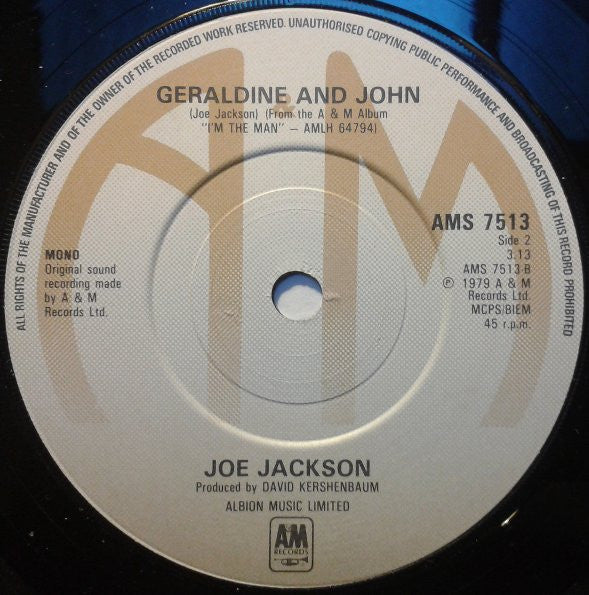 ALL RIGHTS OF THE MANUFACTURER AND OF THE OWNER OF THE RECORDED WORK RESERVED. UNAUTHORISED COPYING PUBLIC PERFORMANCE AND BROADCASTING OF THIS RECORD PROHIBITED
A&M
GERALDINE AND JOHN
(Joe Jackson) (From the A & M Album
"I'M THE MAN" – AMLH 64794)
MONO
Original sound
recording made
by A & M
Records Ltd.
AMS 7513
Side 2
3.13
AMS 7513-B
℗ 1979 A & M
Records Ltd.
MCPS/BIEM
45 r.p.m.
JOE JACKSON
Produced by DAVID KERSHENBAUM
ALBION MUSIC LIMITED
AM
RECORDS